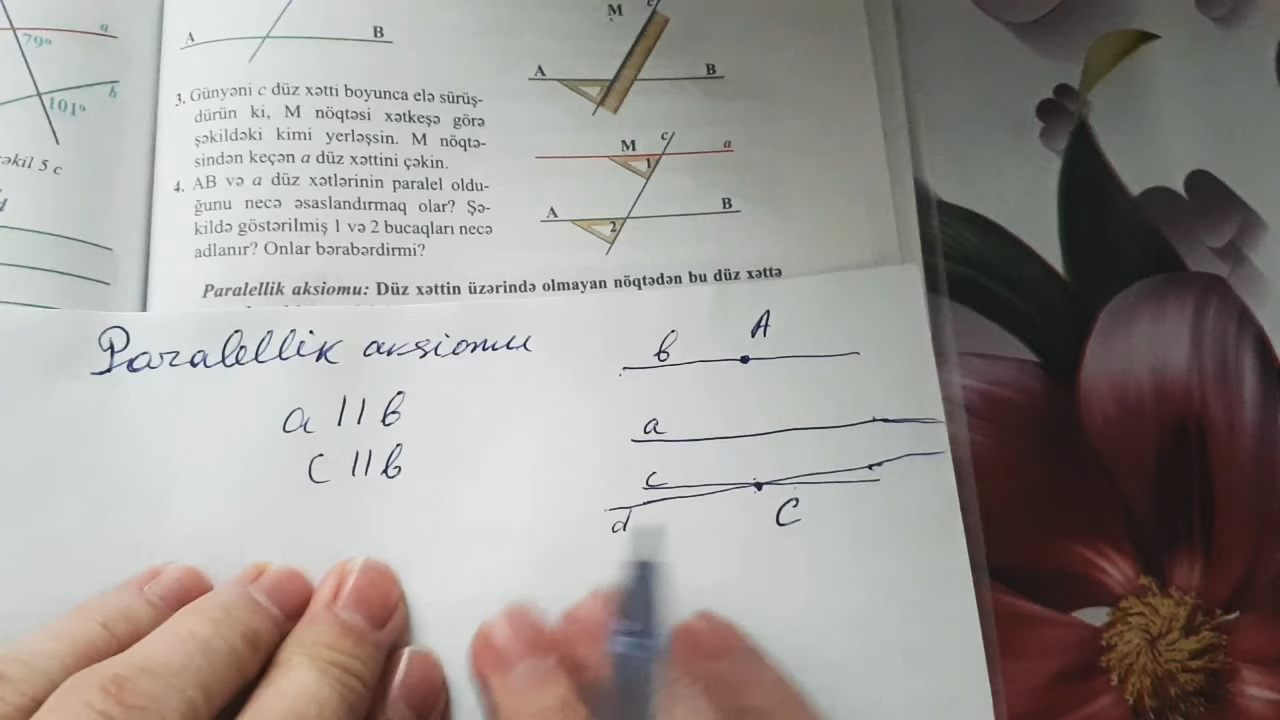 a
79º
b
101º
əkil 5 c
A
B
3. Günyəni c düz xətti boyunca elə sürüş-
dürün ki, M nöqtəsi xətkeşə görə
şəkildəki kimi yerləşsin. M nöqtə-
sindən keçən a düz xəttini çəkin.
4. AB və a düz xətlərinin paralel oldu-
ğunu necə əsaslandırmaq olar? Şə-
kildə göstərilmiş 1 və 2 bucaqları necə
adlanır? Onlar bərabərdirmi?
M
c
A
B
M
c
a
1
A
B
2
Paralellik aksiomu: Düz xəttin üzərində olmayan nöqtədən bu düz xəttə
Paralellik aksiomu
a || b
c || b
b
A
a
c
d
C